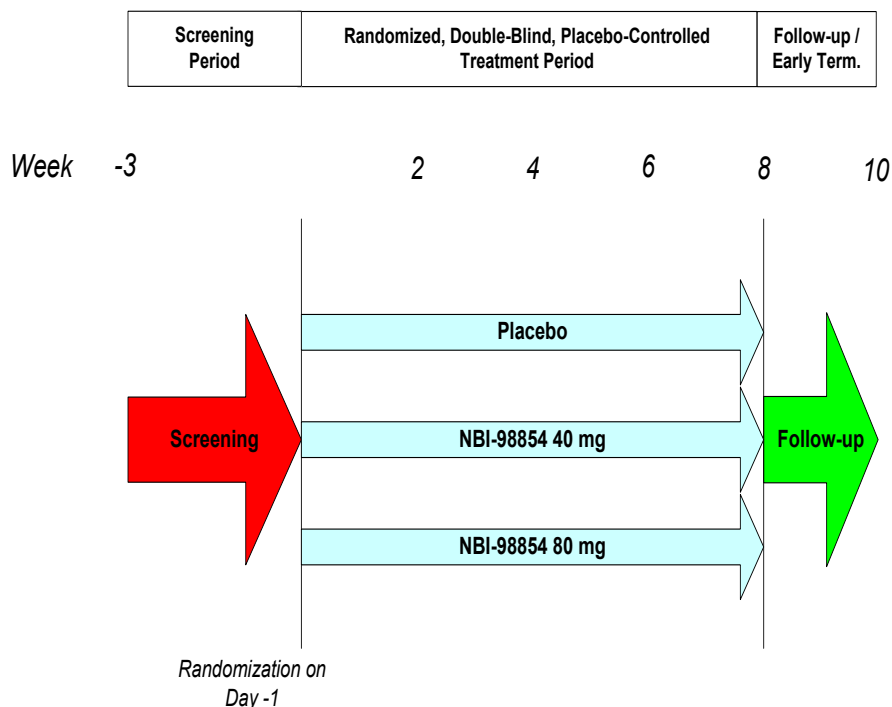 Screening
Period
Randomized, Double-Blind, Placebo-Controlled
Treatment Period
Follow-up /
Early Term.
Week -3 2 4 6 8 10
Placebo
Screening
NBI-98854 40 mg
Follow-up
NBI-98854 80 mg
Randomization on
Day -1